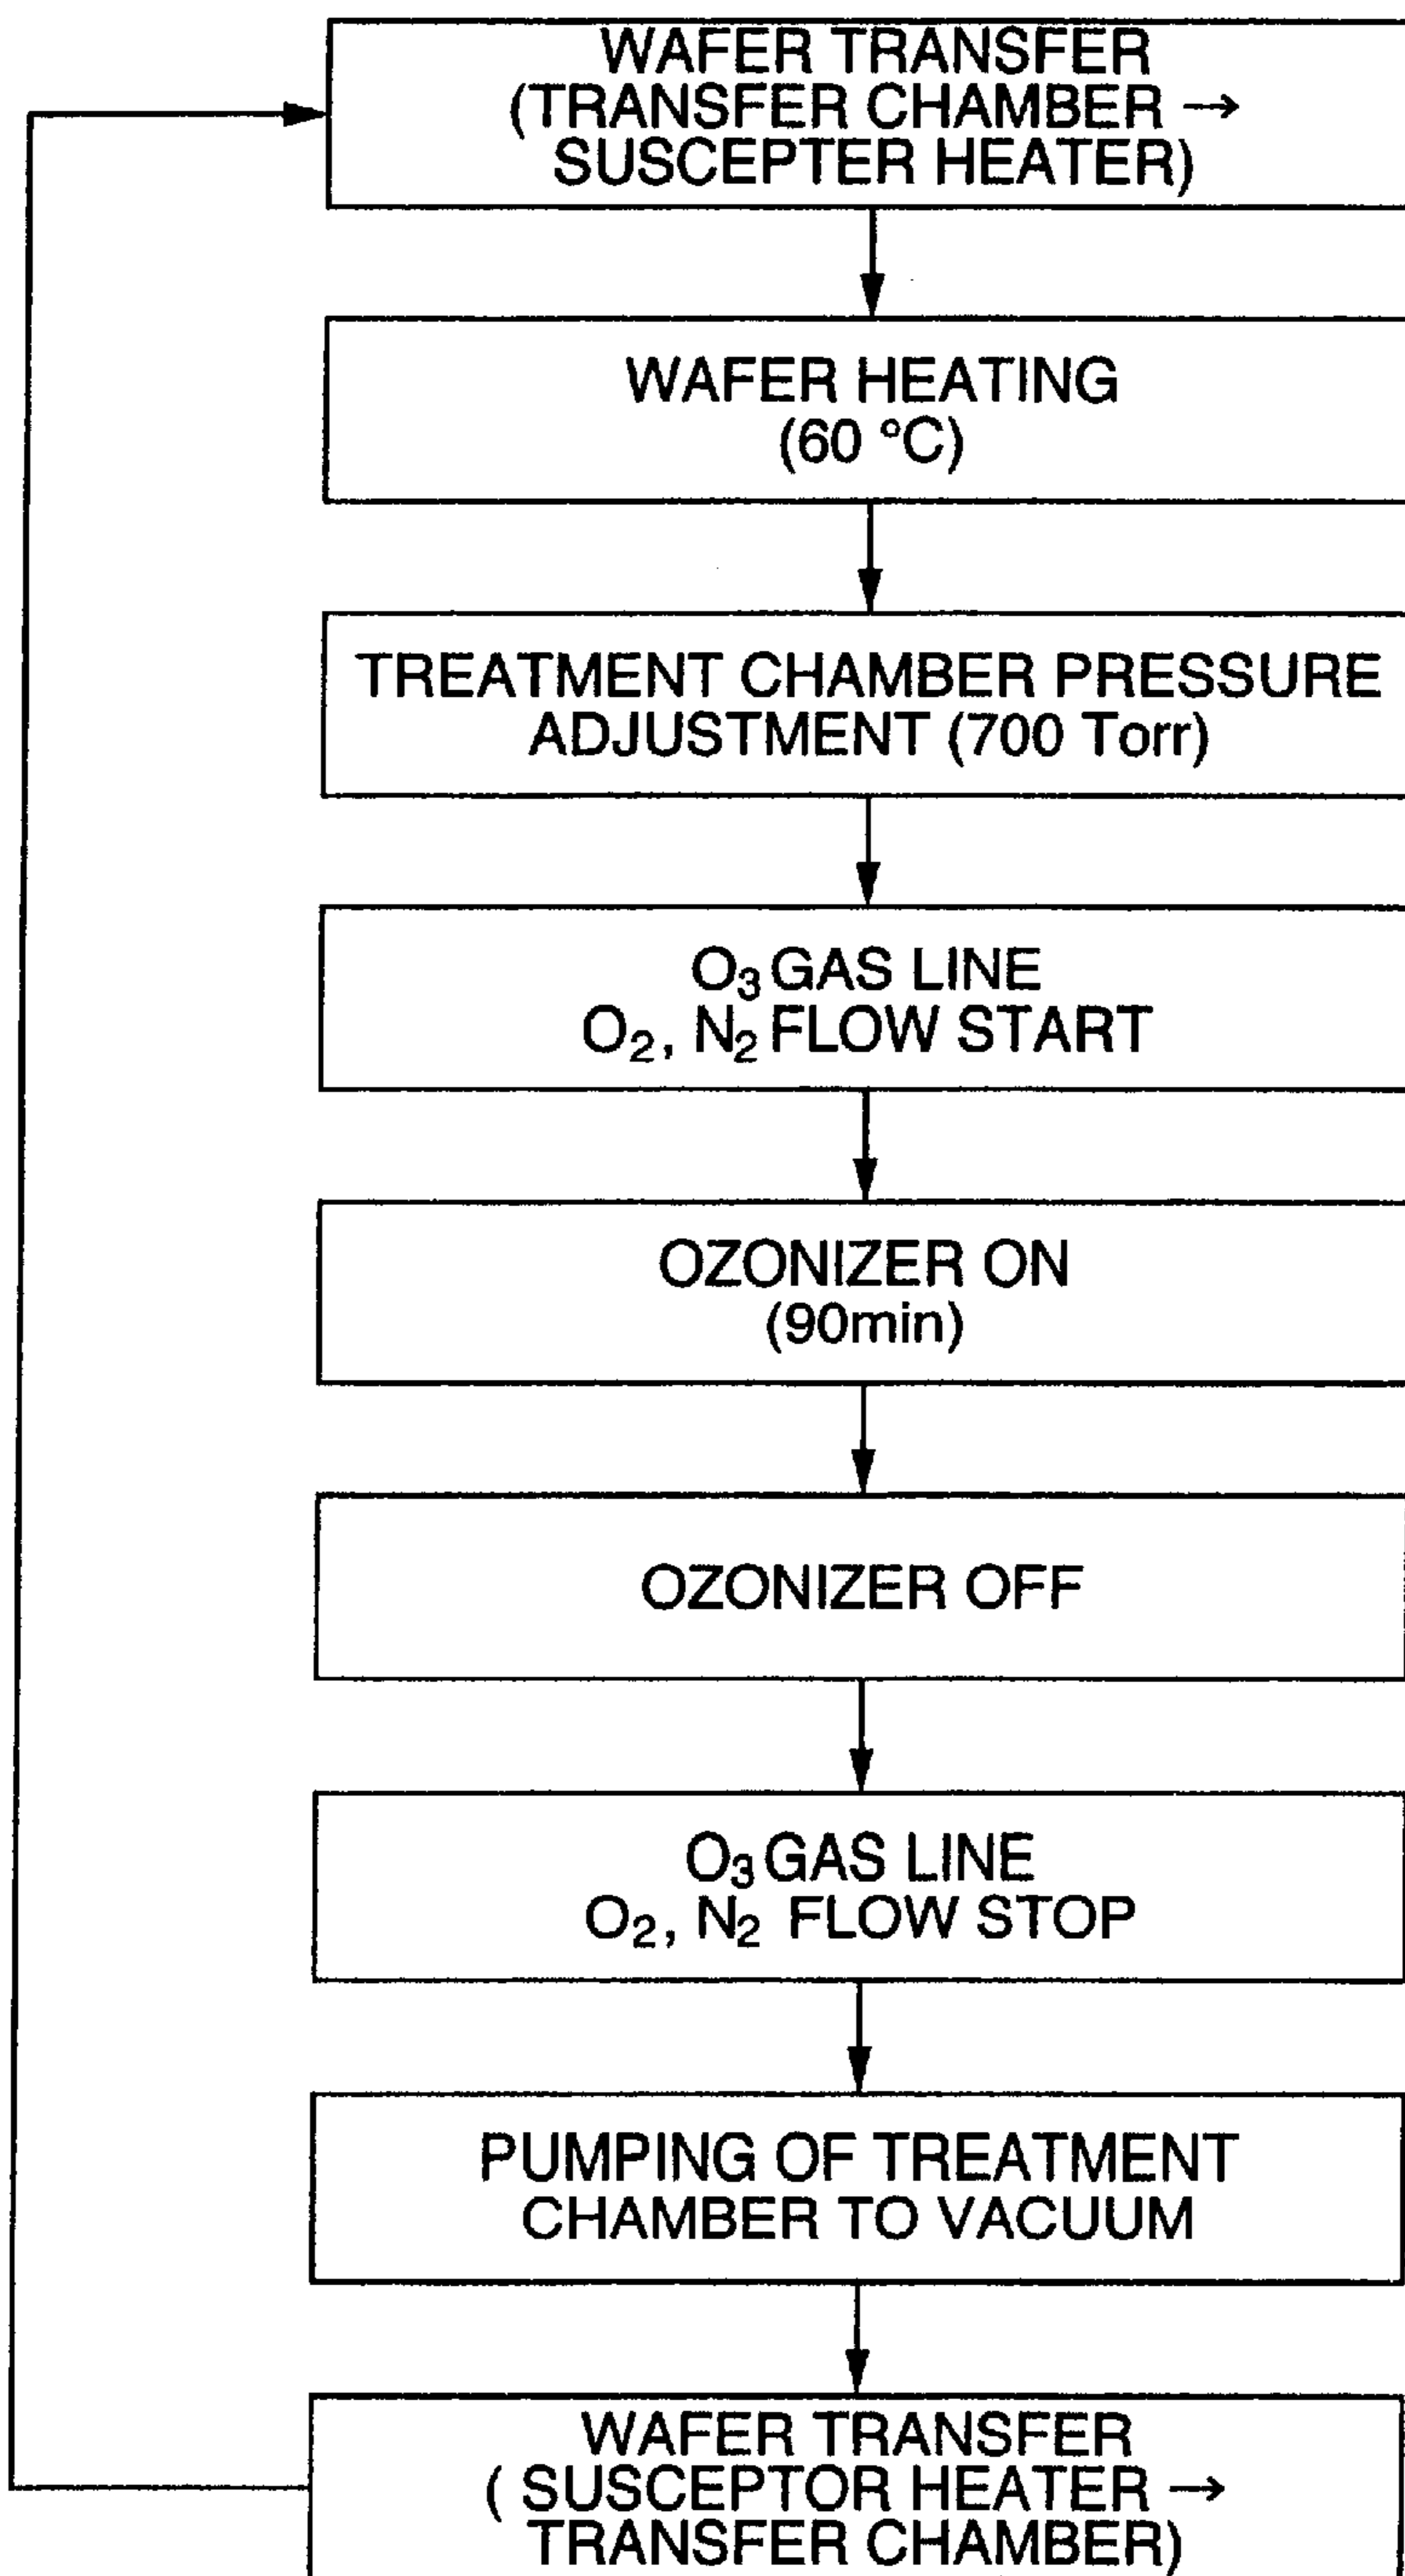 WAFER TRANSFER
(TRANSFER CHAMBER →
SUSCEPTER HEATER)
WAFER HEATING
(60 °C)
TREATMENT CHAMBER PRESSURE
ADJUSTMENT (700 Torr)
O₃ GAS LINE
O₂, N₂ FLOW START
OZONIZER ON
(90min)
OZONIZER OFF
O₃ GAS LINE
O₂, N₂ FLOW STOP
PUMPING OF TREATMENT
CHAMBER TO VACUUM
WAFER TRANSFER
( SUSCEPTOR HEATER →
TRANSFER CHAMBER)